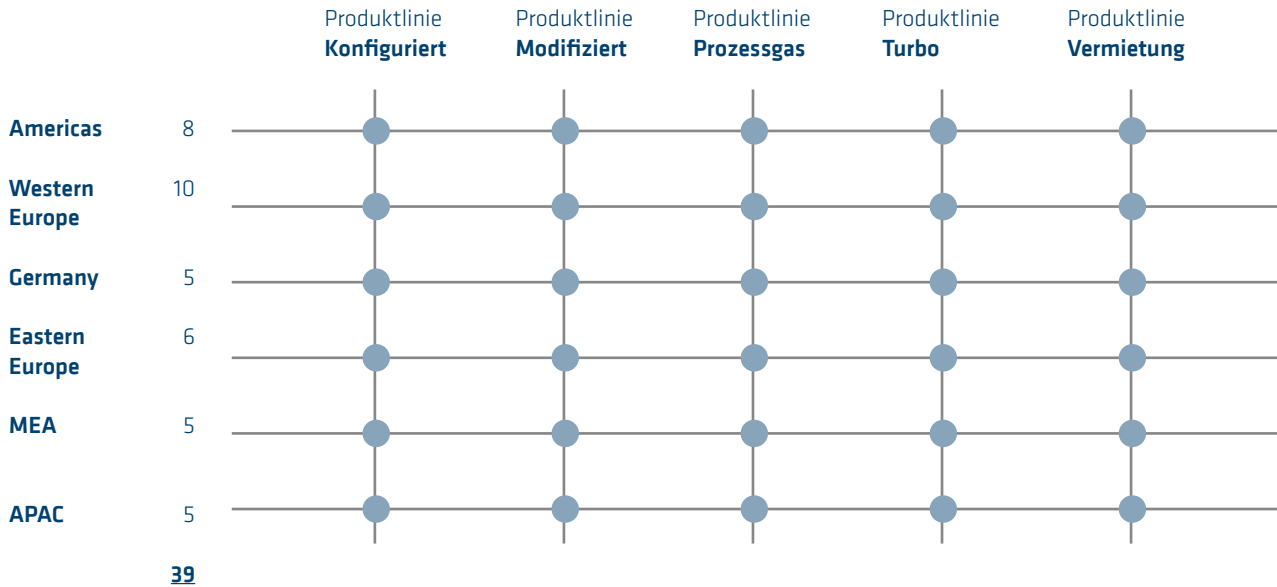 Produktlinie Produktlinie Produktlinie Produktlinie Produktlinie
Konfiguriert Modifiziert Prozessgas Turbo Vermietung
Americas 8
Western 10
Europe
Germany 5
Eastern 6
Europe
MEA 5
APAC 5
39